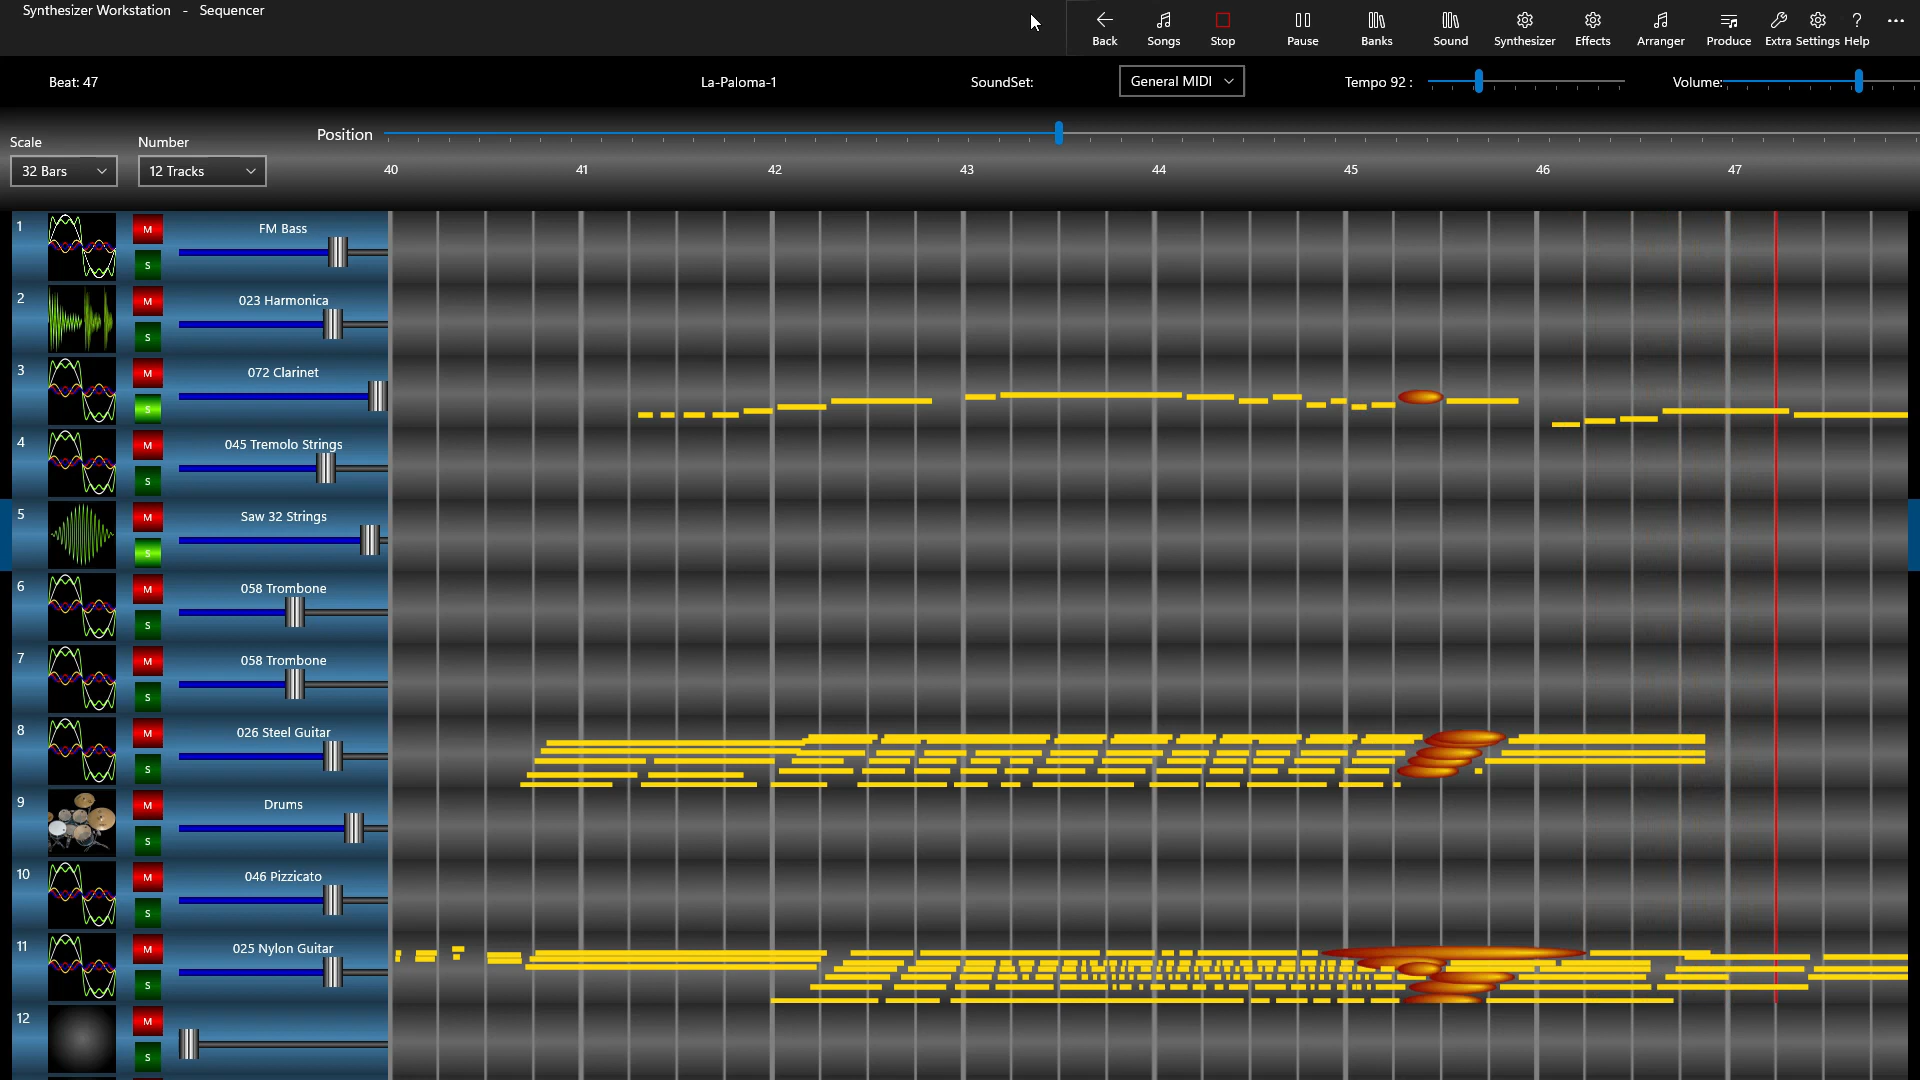 Synthesizer Workstation - Sequencer
Back Songs Stop Pause Banks Sound Synthesizer Effects Arranger Produce Extra Settings Help
Beat: 47 La-Paloma-1 SoundSet: General MIDI Tempo 92 : Volume:
Scale Number Position
32 Bars 12 Tracks 40 41 42 43 44 45 46 47
1 M FM Bass
S
2 M 023 Harmonica
S
3 M 072 Clarinet
S
4 M 045 Tremolo Strings
S
5 M Saw 32 Strings
S
6 M 058 Trombone
S
7 M 058 Trombone
S
8 M 026 Steel Guitar
S
9 M Drums
S
10 M 046 Pizzicato
S
11 M 025 Nylon Guitar
S
12 M
S